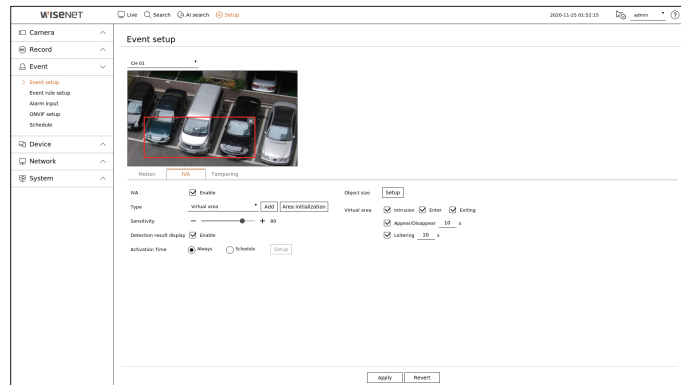 WISENET
Live Search AI search Setup 2020-11-25 01:52:15 admin ?
Camera
Record
Event
> Event setup
Event rule setup
Alarm input
ONVIF setup
Schedule
Device
Network
System
Event setup
CH 01
Motion IVA Tampering
IVA Enable
Type Virtual area Add Area initialization
Sensitivity − + 80
Detection result display Enable
Activation Time Always Schedule Setup
Object size Setup
Virtual area Intrusion Enter Exiting
Appear/Disappear 10 s
Loitering 10 s
Apply Revert